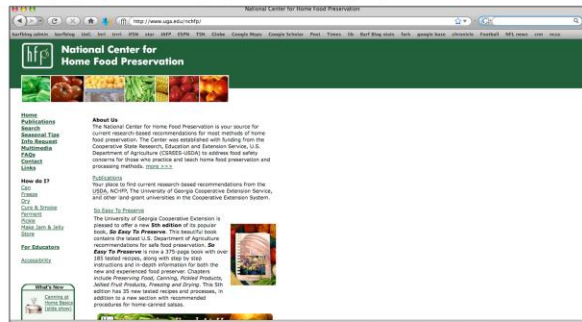 National Center for Home Food Preservation
http://www.uga.edu/nchfp/
National Center for
Home Food Preservation
Home
Publications
Search
Seasonal Tips
Info Request
Multimedia
FAQs
Contact
Links
How do I?
Can
Freeze
Dry
Cure & Smoke
Ferment
Pickle
Make Jam & Jelly
Store
For Educators
Accessibility
What's New
Canning at
Home Basics
(slide show)
About Us
The National Center for Home Food Preservation is your source for
current research-based recommendations for most methods of home
food preservation. The Center was established with funding from the
Cooperative State Research, Education and Extension Service, U.S.
Department of Agriculture (CSREES-USDA) to address food safety
concerns for those who practice and teach home food preservation and
processing methods. more >>>
Publications
Your place to find current research-based recommendations from the
USDA, NCHFP, The University of Georgia Cooperative Extension Service,
and other land-grant universities in the Cooperative Extension System.
So Easy To Preserve
The University of Georgia Cooperative Extension is
pleased to offer a new 5th edition of its popular
book, So Easy To Preserve. This beautiful book
contains the latest U.S. Department of Agriculture
recommendations for safe food preservation. So
Easy To Preserve is now a 375-page book with over
185 tested recipes, along with step by step
instructions and in-depth information for both the
new and experienced food preserver. Chapters
include Preserving Food, Canning, Pickled Products,
Jellied Fruit Products, Freezing and Drying. This 5th
edition has 35 new tested recipes and processes, in
addition to a new section with recommended
procedures for home-canned salsas.